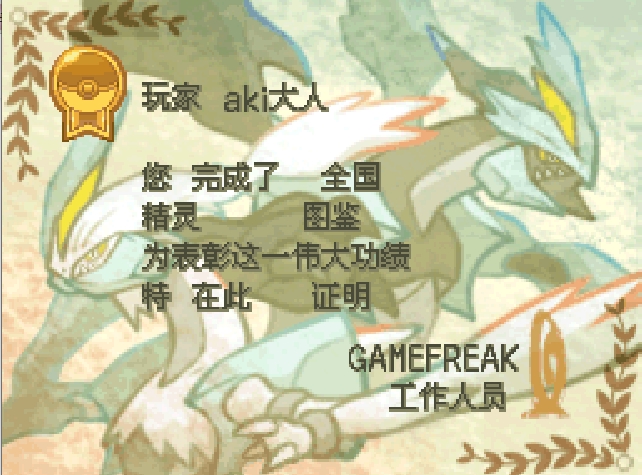 玩家 aki大人
您 完成了 全国
精灵 图鉴
为表彰这一伟大功绩
特 在此 证明
GAMEFREAK
工作人员